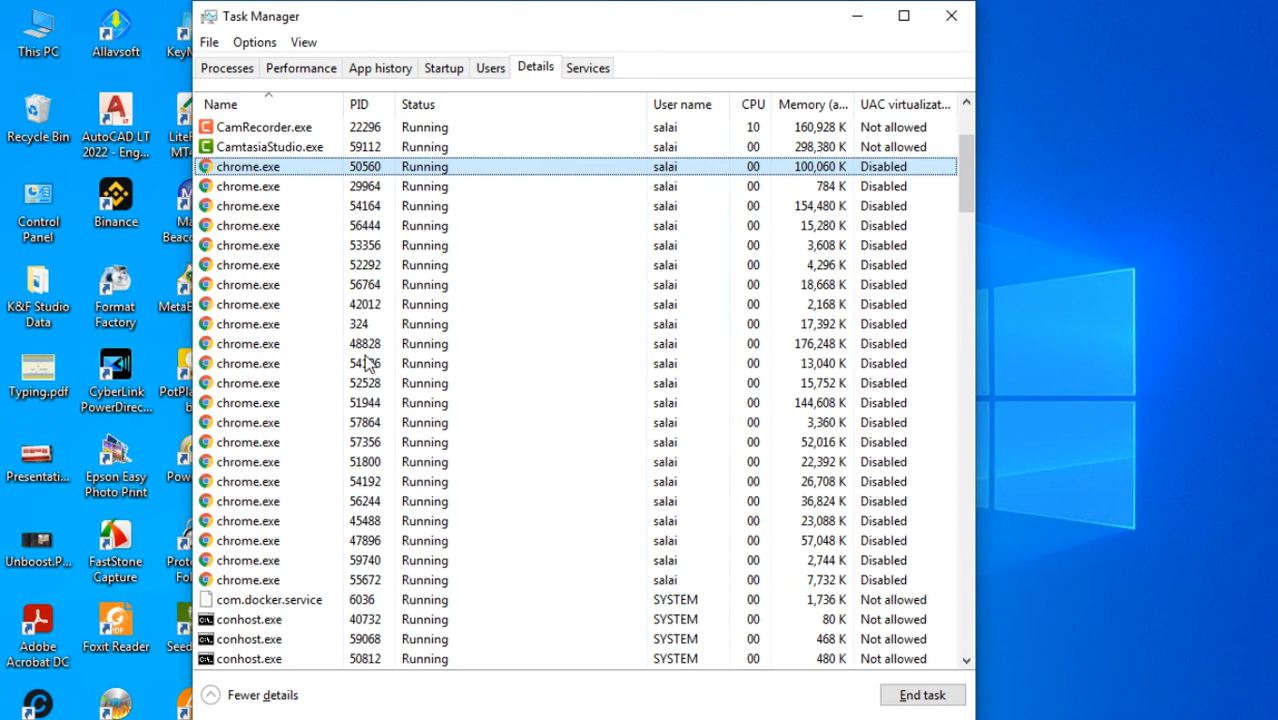 Task Manager
File Options View
Processes Performance App history Startup Users Details Services
Name PID Status User name CPU Memory (a... UAC virtualizat...
CamRecorder.exe 22296 Running salai 10 160,928 K Not allowed
CamtasiaStudio.exe 59112 Running salai 00 298,380 K Not allowed
chrome.exe 50560 Running salai 00 100,060 K Disabled
chrome.exe 29964 Running salai 00 784 K Disabled
chrome.exe 54164 Running salai 00 154,480 K Disabled
chrome.exe 56444 Running salai 00 15,280 K Disabled
chrome.exe 53356 Running salai 00 3,608 K Disabled
chrome.exe 52292 Running salai 00 4,296 K Disabled
chrome.exe 56764 Running salai 00 18,668 K Disabled
chrome.exe 42012 Running salai 00 2,168 K Disabled
chrome.exe 324 Running salai 00 17,392 K Disabled
chrome.exe 48828 Running salai 00 176,248 K Disabled
chrome.exe Running salai 00 13,040 K Disabled
chrome.exe 52528 Running salai 00 15,752 K Disabled
chrome.exe 51944 Running salai 00 144,608 K Disabled
chrome.exe 57864 Running salai 00 3,360 K Disabled
chrome.exe 57356 Running salai 00 52,016 K Disabled
chrome.exe 51800 Running salai 00 22,392 K Disabled
chrome.exe 54192 Running salai 00 26,708 K Disabled
chrome.exe 56244 Running salai 00 36,824 K Disabled
chrome.exe 45488 Running salai 00 23,088 K Disabled
chrome.exe 47896 Running salai 00 57,048 K Disabled
chrome.exe 59740 Running salai 00 2,744 K Disabled
chrome.exe 55672 Running salai 00 7,732 K Disabled
com.docker.service 6036 Running SYSTEM 00 1,736 K Not allowed
conhost.exe 40732 Running SYSTEM 00 80 K Not allowed
conhost.exe 59068 Running SYSTEM 00 468 K Not allowed
conhost.exe 50812 Running SYSTEM 00 480 K Not allowed
Fewer details End task
This PC
Allavsoft
Recycle Bin
AutoCAD LT
2022 - Eng...
MT4
Control
Panel
Binance
K&F Studio
Data
Format
Factory
Typing.pdf
CyberLink
PowerDirec...
Presentati...
Epson Easy
Photo Print
Unboost.P...
FastStone
Capture
Adobe
Acrobat DC
Foxit Reader